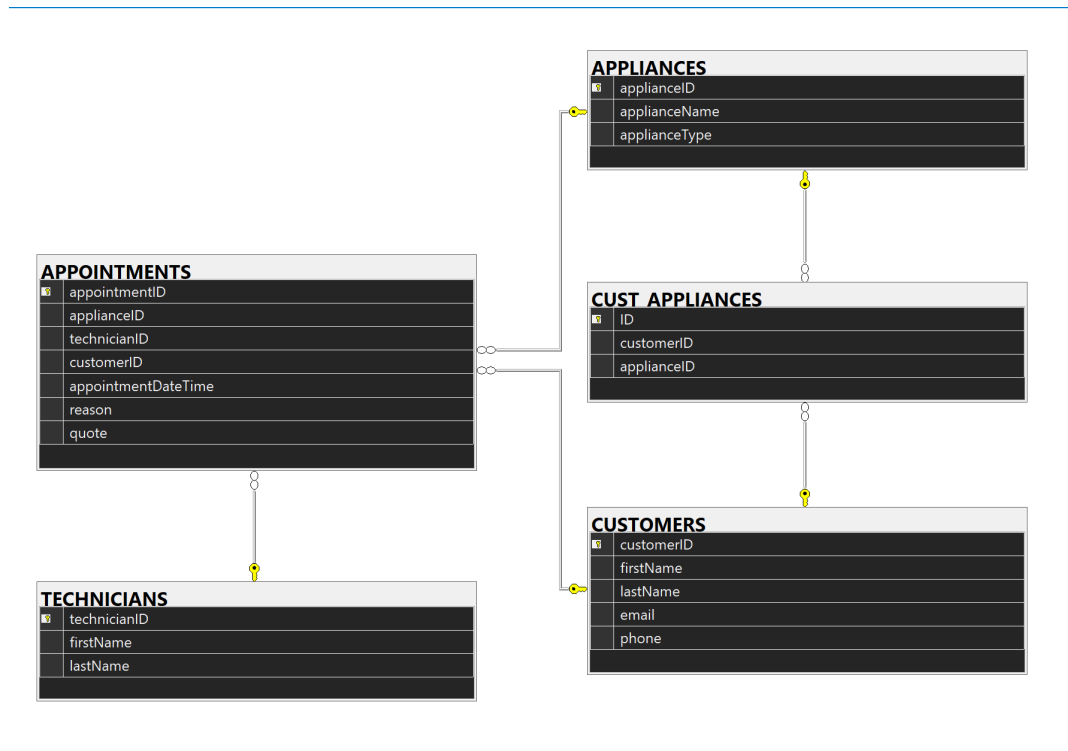 APPLIANCES
applianceID
applianceName
applianceType
APPOINTMENTS
appointmentID
applianceID
technicianID
customerID
appointmentDateTime
reason
quote
CUST_APPLIANCES
ID
customerID
applianceID
CUSTOMERS
customerID
firstName
lastName
email
phone
TECHNICIANS
technicianID
firstName
lastName